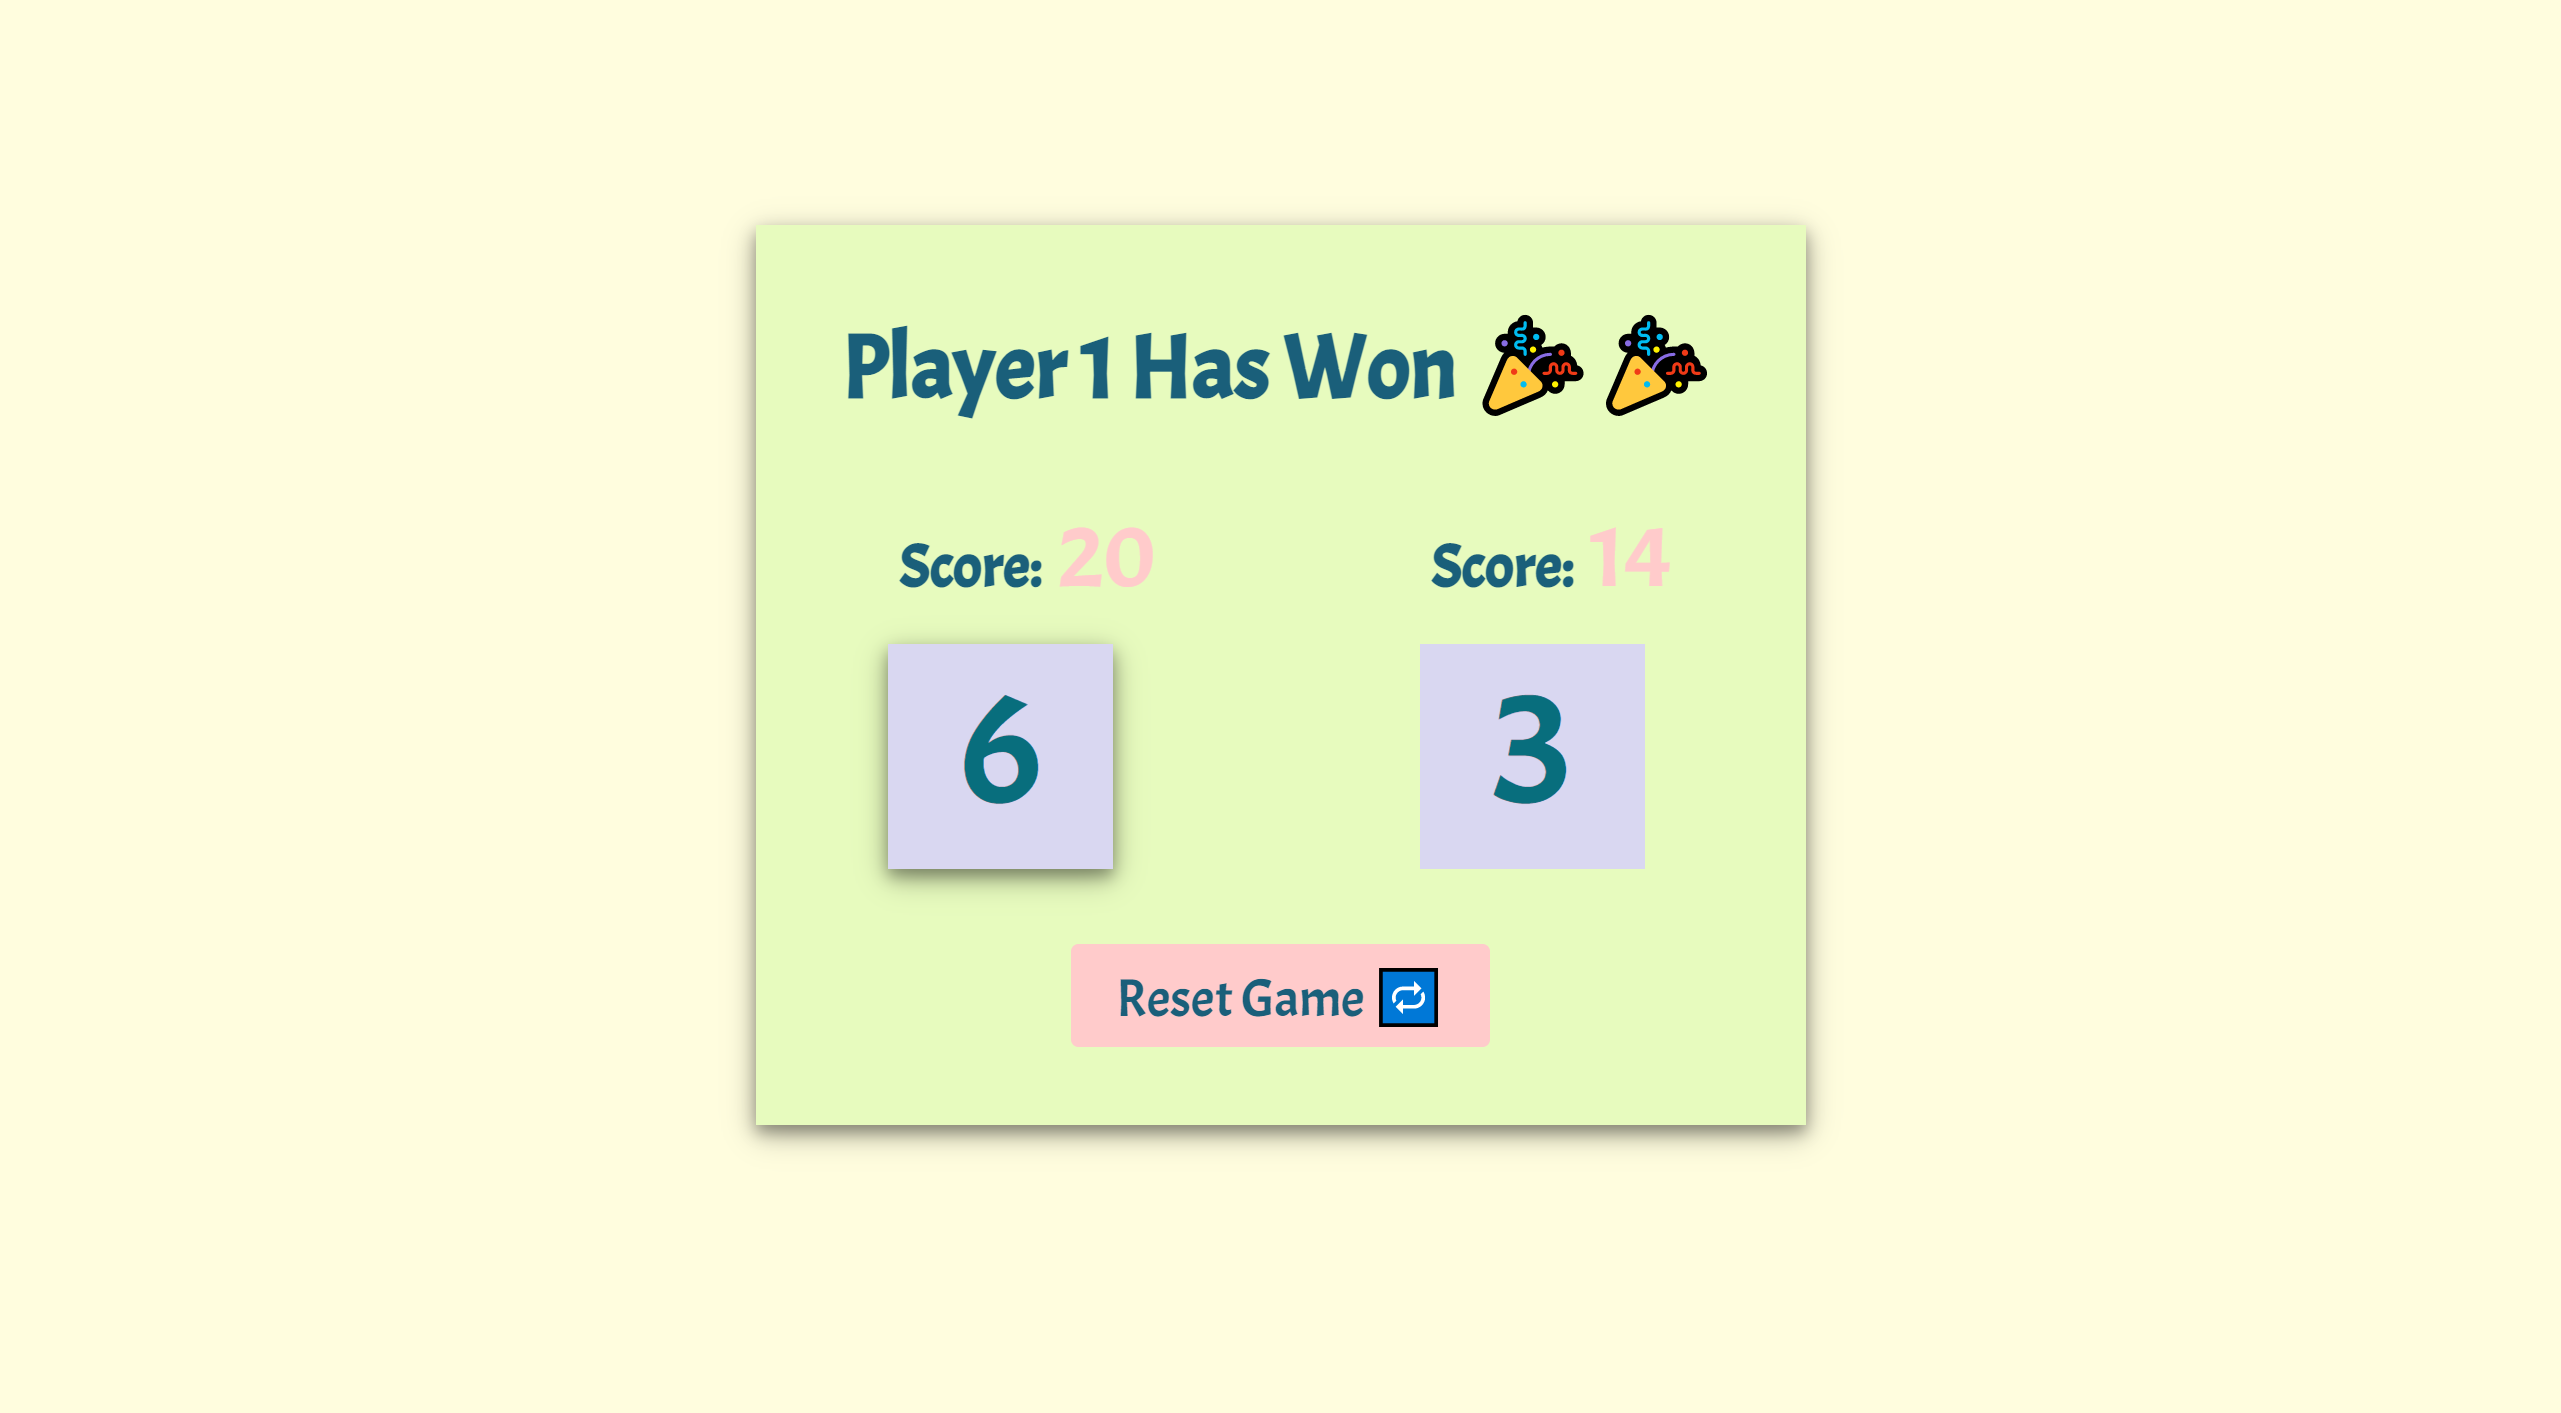 Player 1 Has Won 🎉 🎉
Score: 20
Score: 14
6
3
Reset Game 🔁